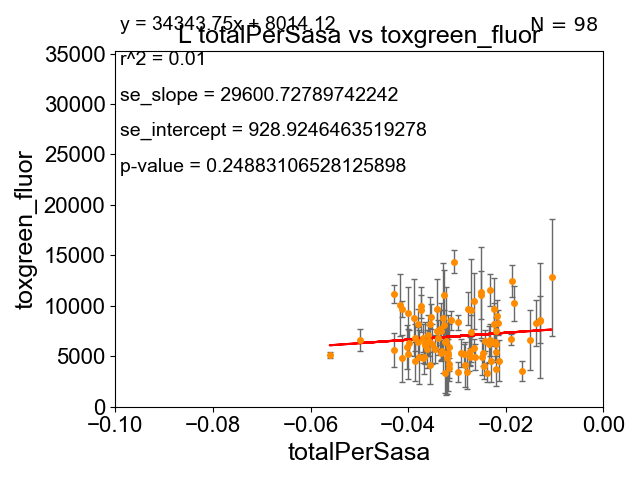 y = 34343.75x + 8014.12
N = 98
L totalPerSasa vs toxgreen_fluor
r^2 = 0.01
se_slope = 29600.72789742242
se_intercept = 928.9246463519278
p-value = 0.24883106528125898
35000
30000
25000
20000
15000
10000
5000
0
toxgreen_fluor
−0.10 −0.08 −0.06 −0.04 −0.02 0.00
totalPerSasa